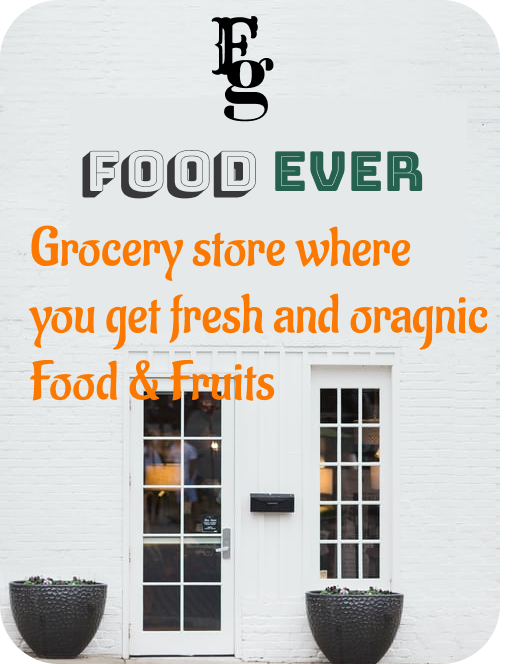 Fg
FOOD EVER
Grocery store where
you get fresh and oragnic
Food & Fruits